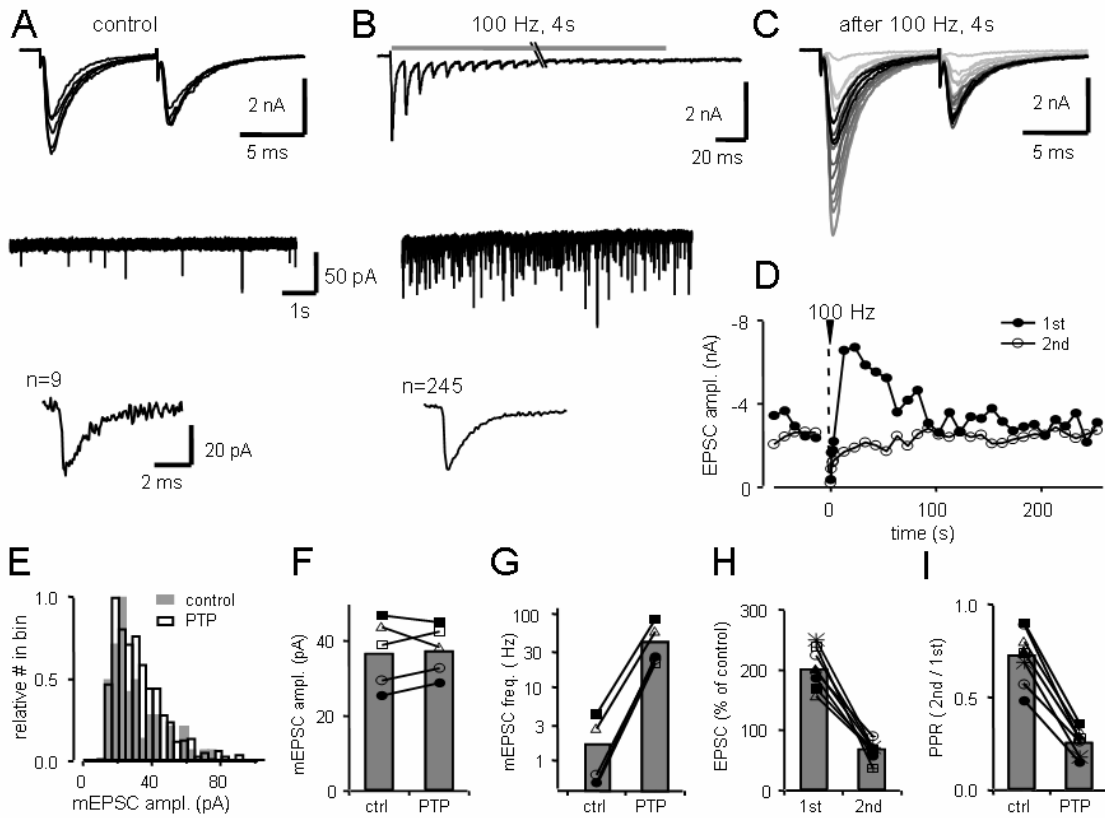 A
control
2 nA
5 ms
50 pA
1s
n=9
20 pA
2 ms
B
100 Hz, 4s
2 nA
20 ms
n=245
C
after 100 Hz, 4s
2 nA
5 ms
D
100 Hz
1st
2nd
EPSC ampl. (nA)
-8
-4
0
0 100 200
time (s)
E
control
PTP
relative # in bin
1.0
0.5
0.0
0 40 80
mEPSC ampl. (pA)
F
mEPSC ampl. (pA)
40
20
0
ctrl PTP
G
mEPSC freq. ( Hz)
100
30
10
3
1
ctrl PTP
H
EPSC (% of control)
300
200
100
0
1st 2nd
I
PPR ( 2nd / 1st)
1.0
0.5
0.0
ctrl PTP